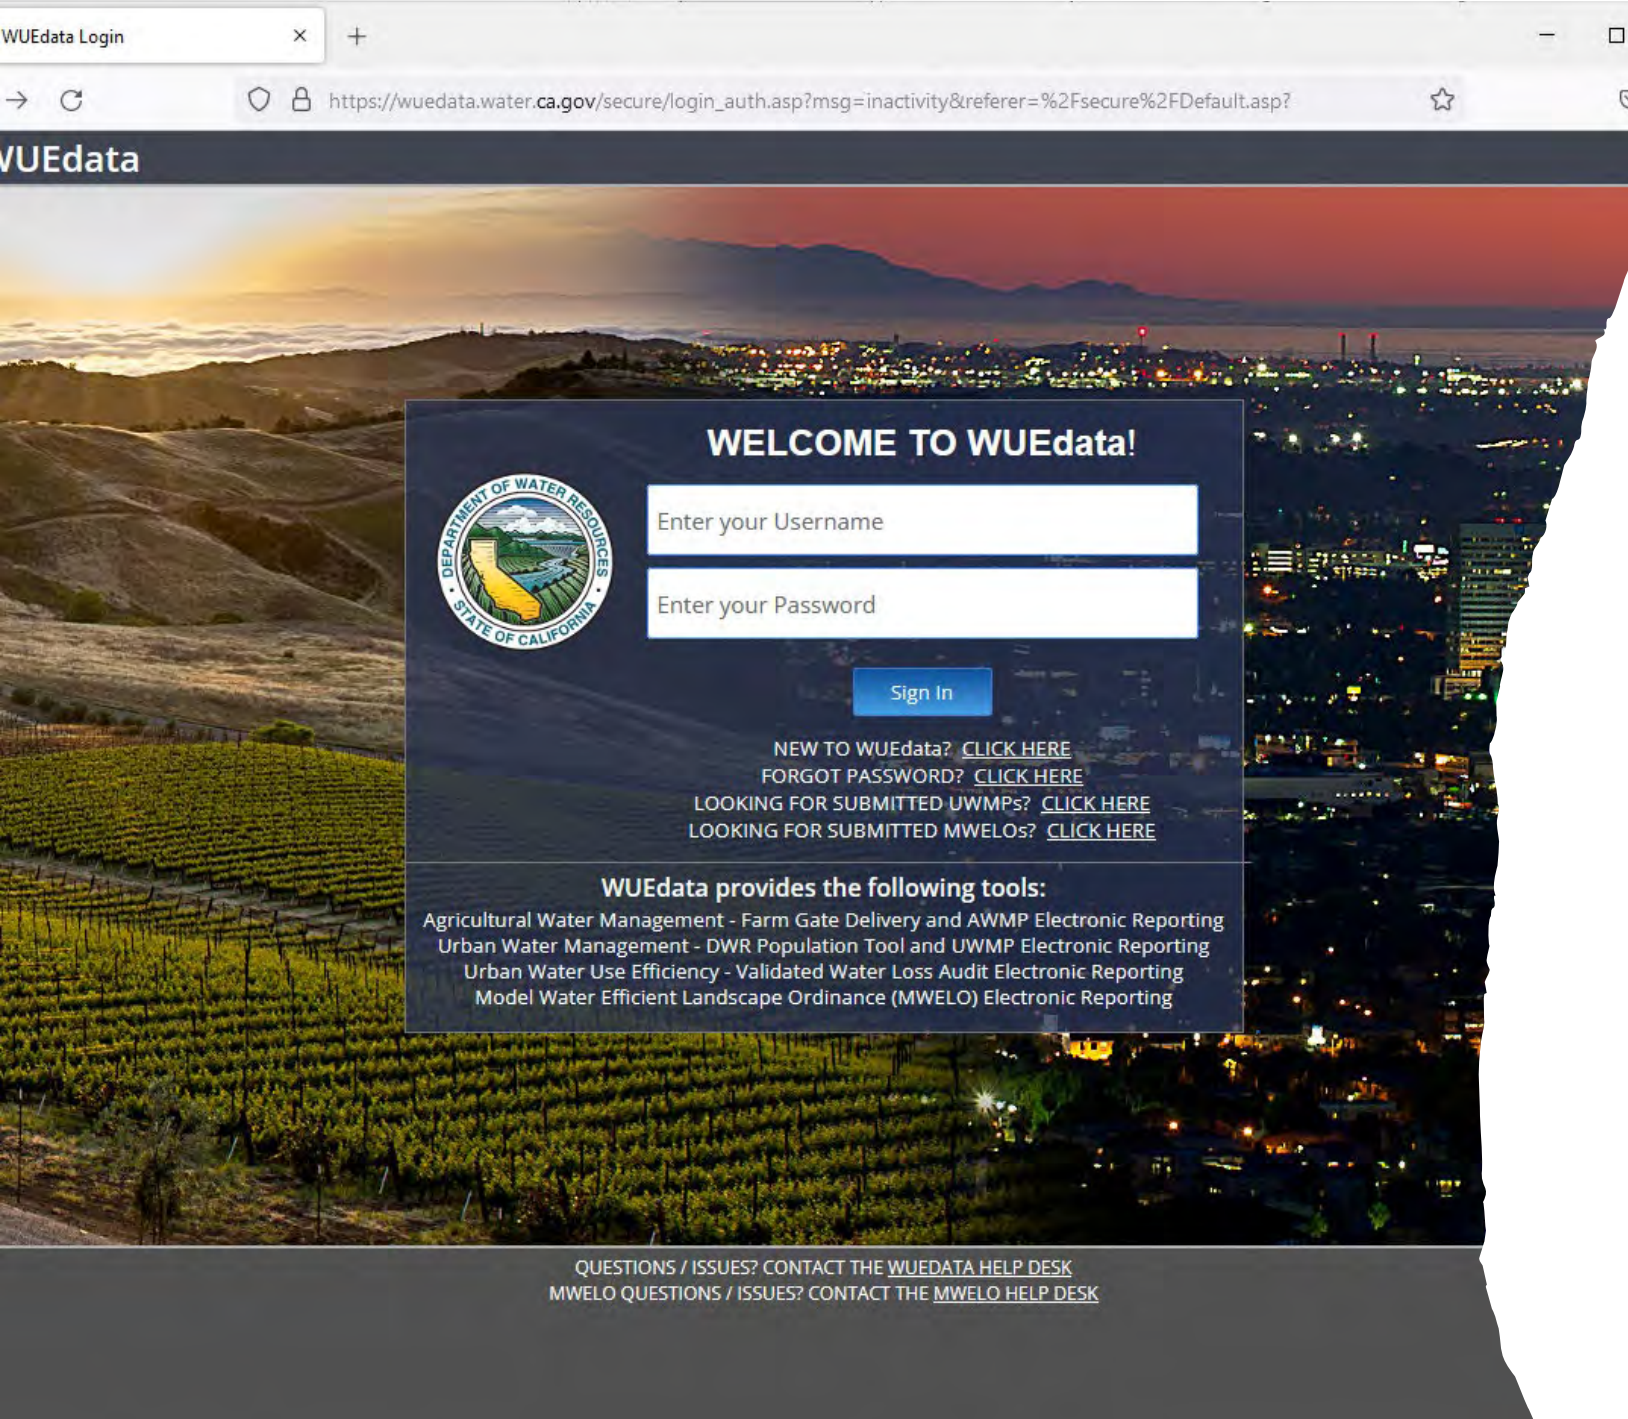 WUEdata Login
https://wuedata.water.ca.gov/secure/login_auth.asp?msg=inactivity&referer=%2Fsecure%2FDefault.asp?
WUEdata
WELCOME TO WUEdata!
DEPARTMENT OF WATER RESOURCES
STATE OF CALIFORNIA
Enter your Username
Enter your Password
Sign In
NEW TO WUEdata? CLICK HERE
FORGOT PASSWORD? CLICK HERE
LOOKING FOR SUBMITTED UWMPs? CLICK HERE
LOOKING FOR SUBMITTED MWELOs? CLICK HERE
WUEdata provides the following tools:
Agricultural Water Management - Farm Gate Delivery and AWMP Electronic Reporting
Urban Water Management - DWR Population Tool and UWMP Electronic Reporting
Urban Water Use Efficiency - Validated Water Loss Audit Electronic Reporting
Model Water Efficient Landscape Ordinance (MWELO) Electronic Reporting
QUESTIONS / ISSUES? CONTACT THE WUEDATA HELP DESK
MWELO QUESTIONS / ISSUES? CONTACT THE MWELO HELP DESK